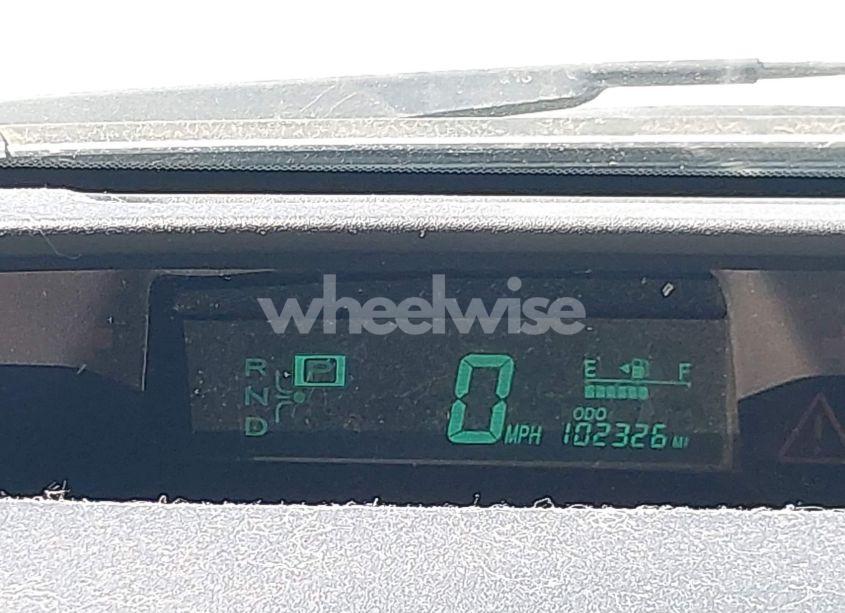 wheelwise
R P
N
D
0 MPH
E F
ODO
102326 MI